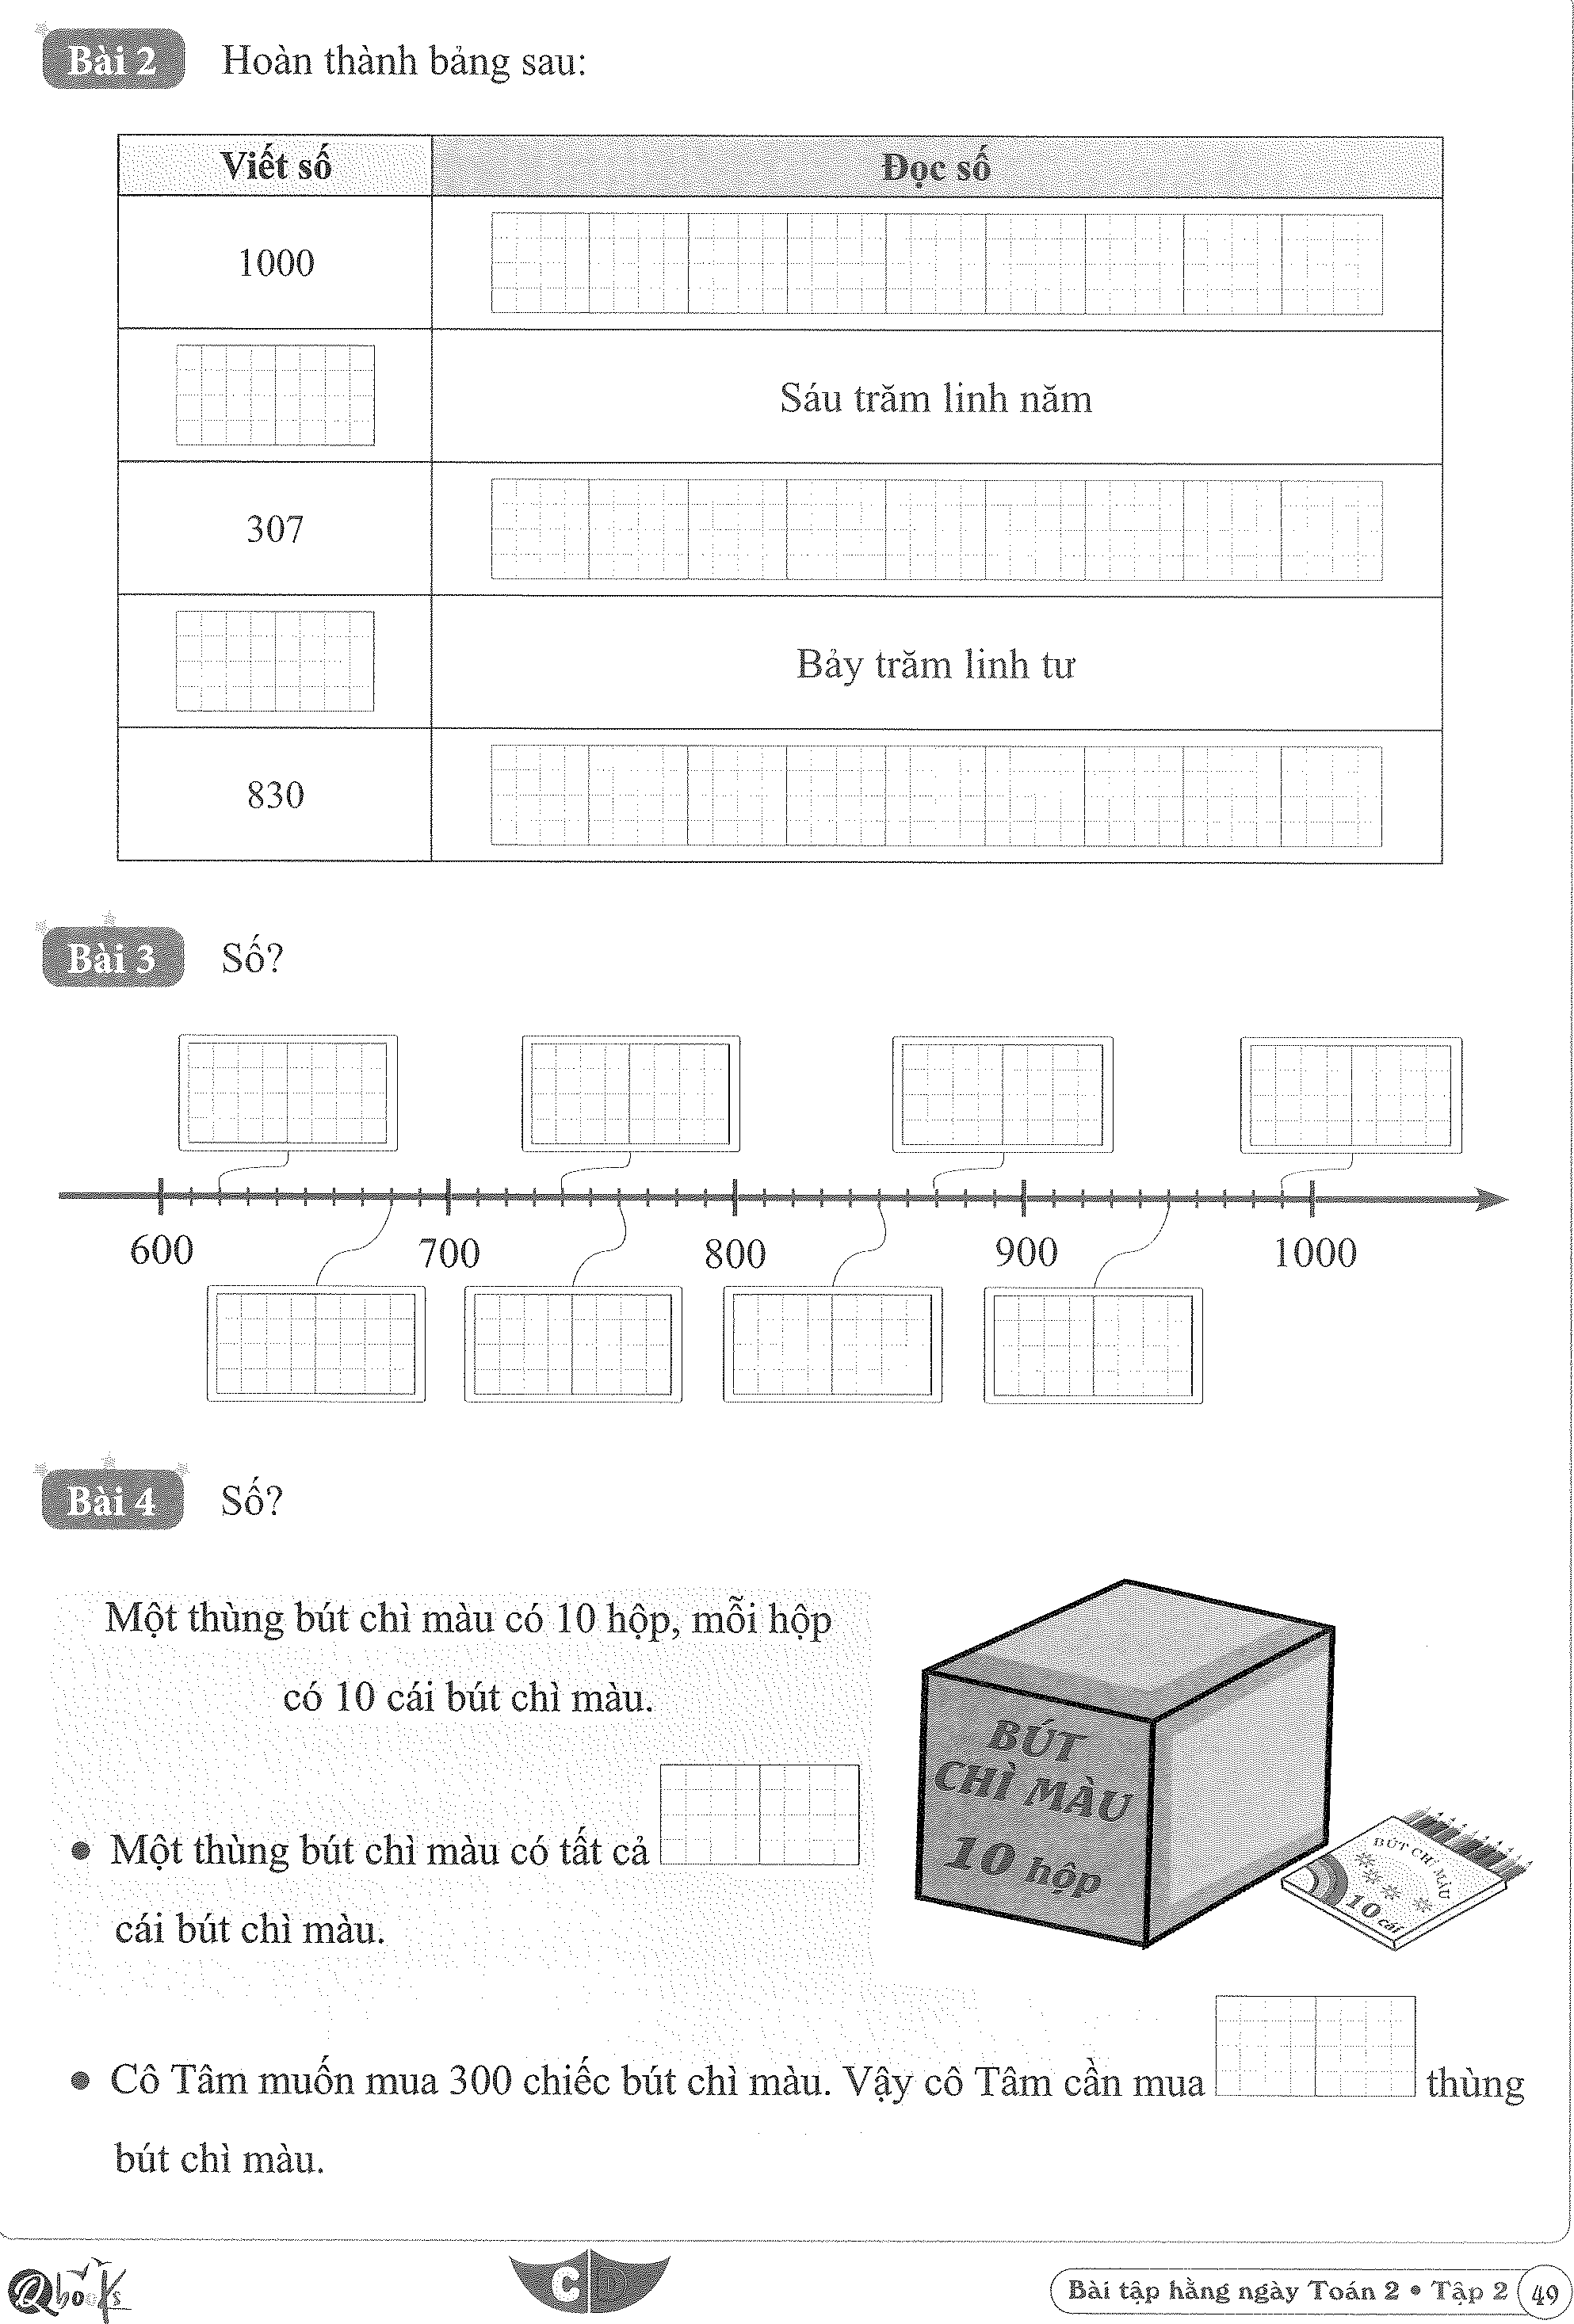 Bài 2 Hoàn thành bảng sau:
Viết số Đọc số
1000
Sáu trăm linh năm
307
Bảy trăm linh tư
830
Bài 3 Số?
600 700 800 900 1000
Bài 4 Số?
Một thùng bút chì màu có 10 hộp, mỗi hộp
có 10 cái bút chì màu.
BÚT
CHÌ MÀU
10 hộp
BÚT CHÌ MÀU
10 cái
• Một thùng bút chì màu có tất cả
cái bút chì màu.
• Cô Tâm muốn mua 300 chiếc bút chì màu. Vậy cô Tâm cần mua thùng
bút chì màu.
Qbooks
CD
Bài tập hằng ngày Toán 2 • Tập 2 49